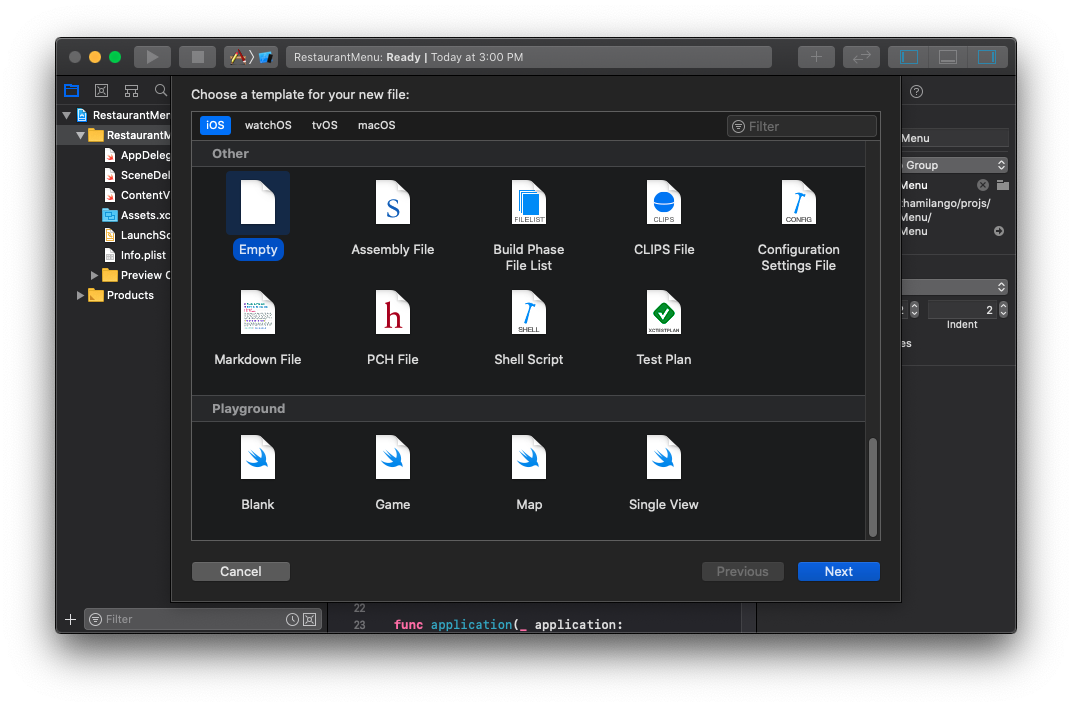 RestaurantMenu: Ready | Today at 3:00 PM
Choose a template for your new file:
iOS
watchOS
tvOS
macOS
Filter
RestaurantMen
RestaurantM
AppDeleg
SceneDel
ContentV
Assets.xc
LaunchSc
Info.plist
Preview C
Products
Other
Empty
Assembly File
Build Phase
File List
CLIPS File
Configuration
Settings File
S
FILELIST
CLIPS
CONFIG
Markdown File
PCH File
Shell Script
Test Plan
h
SHELL
XCTESTPLAN
Playground
Blank
Game
Map
Single View
Cancel
Previous
Next
Menu
Group
Menu
thamilango/projs/
Menu/
Menu
2
2
Indent
es
Filter
22
23 func application(_ application: